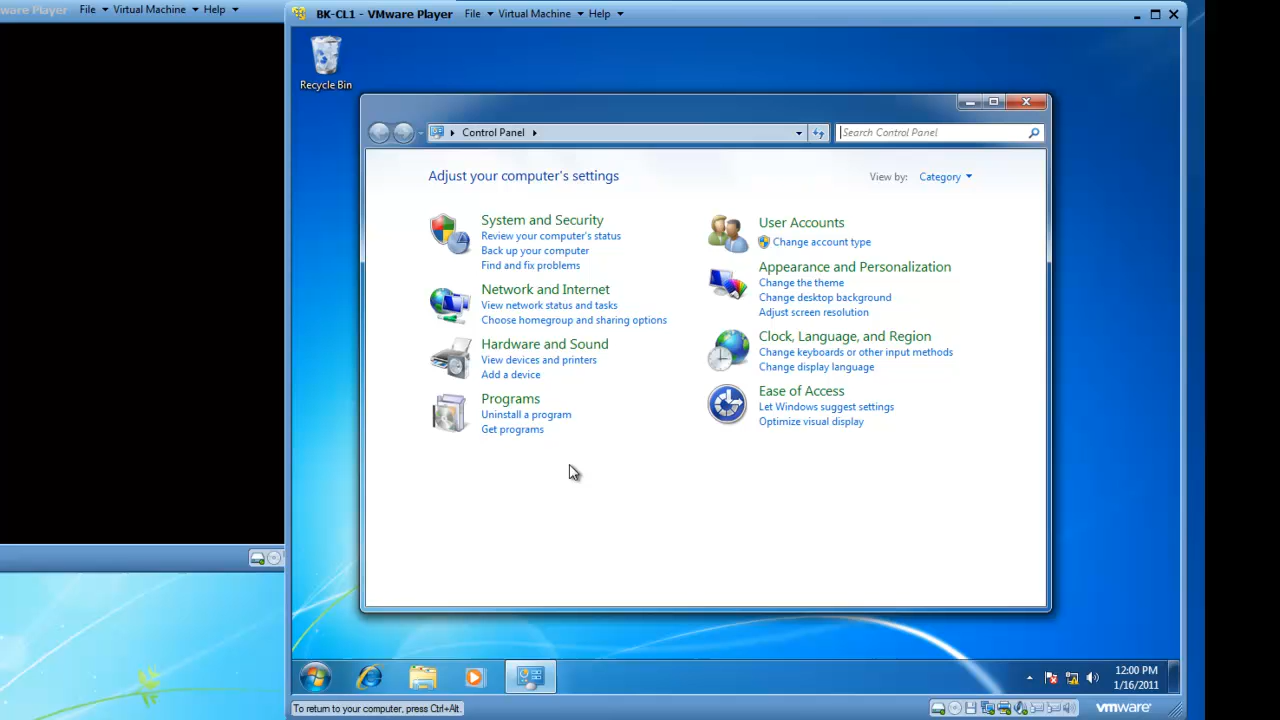 ware Player File Virtual Machine Help
BK-CL1 - VMware Player File Virtual Machine Help
Recycle Bin
Control Panel
Search Control Panel
Adjust your computer's settings
View by: Category
System and Security
Review your computer's status
Back up your computer
Find and fix problems
Network and Internet
View network status and tasks
Choose homegroup and sharing options
Hardware and Sound
View devices and printers
Add a device
Programs
Uninstall a program
Get programs
User Accounts
Change account type
Appearance and Personalization
Change the theme
Change desktop background
Adjust screen resolution
Clock, Language, and Region
Change keyboards or other input methods
Change display language
Ease of Access
Let Windows suggest settings
Optimize visual display
12:00 PM
1/16/2011
To return to your computer, press Ctrl+Alt.
vmware